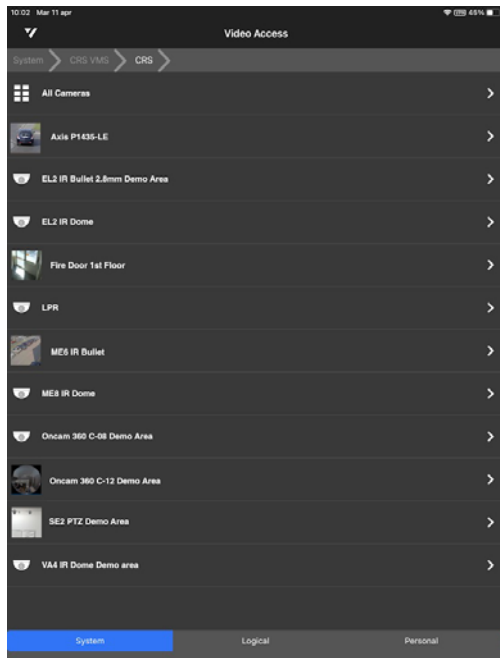 10:02 Mar 11 apr
45%
Video Access
System
CRS VMS
CRS
All Cameras
Axis P1435-LE
EL2 IR Bullet 2.8mm Demo Area
EL2 IR Dome
Fire Door 1st Floor
LPR
ME6 IR Bullet
ME8 IR Dome
Oncam 360 C-08 Demo Area
Oncam 360 C-12 Demo Area
SE2 PTZ Demo Area
VA4 IR Dome Demo area
System
Logical
Personal